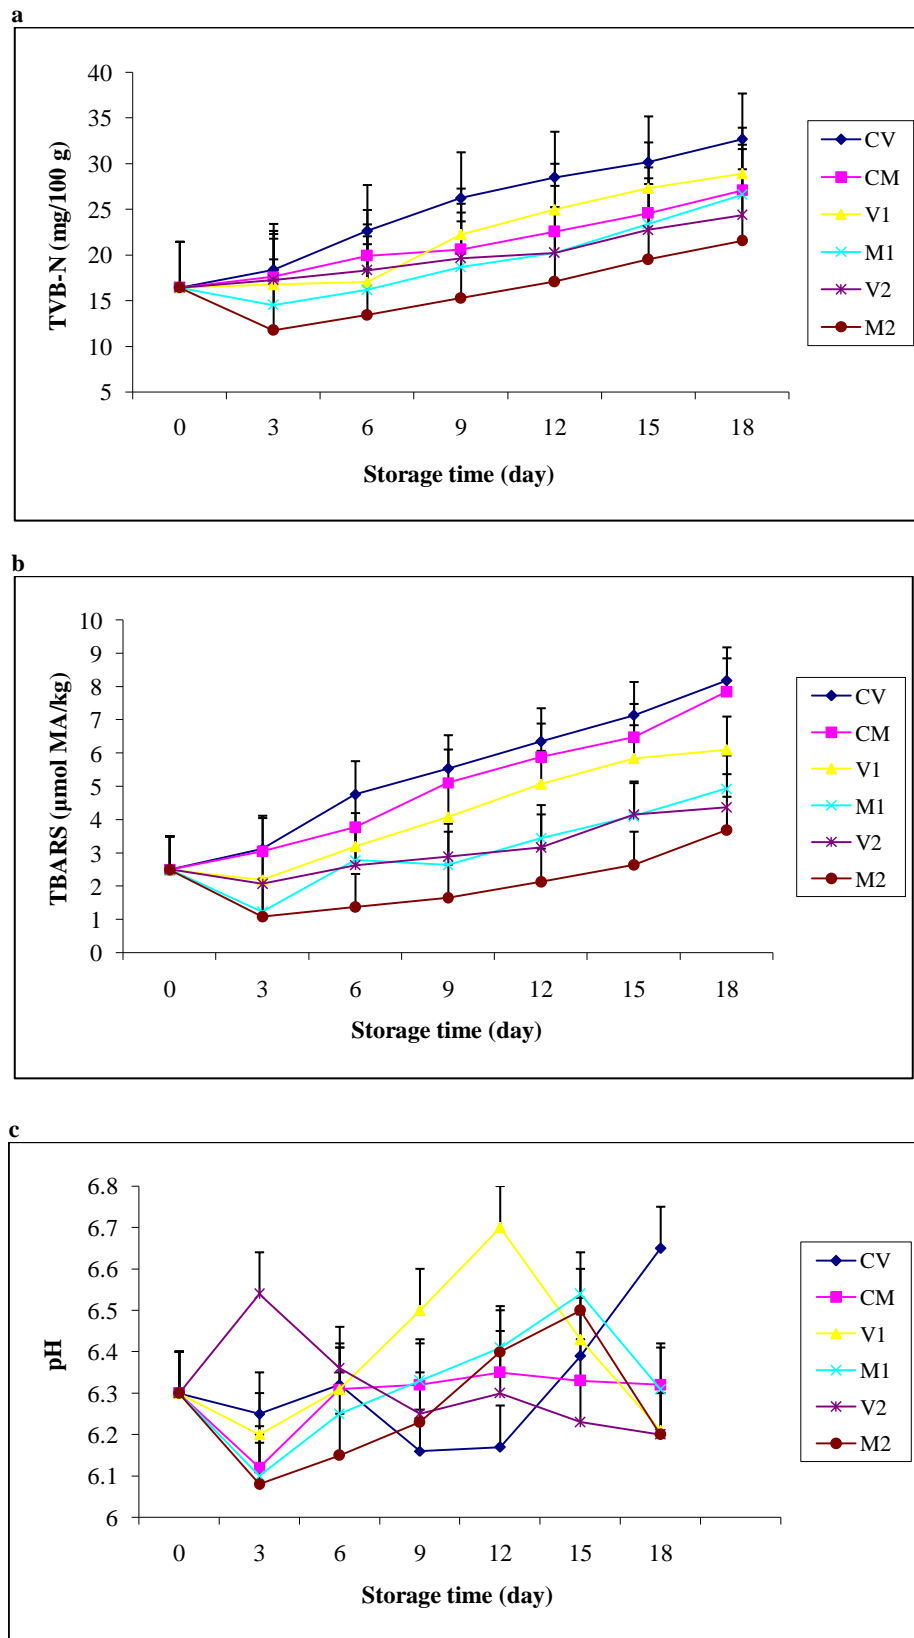 a
TVB-N (mg/100 g)
40
35
30
25
20
15
10
5
0 3 6 9 12 15 18
Storage time (day)
CV
CM
V1
M1
V2
M2
b
TBARS (µmol MA/kg)
10
9
8
7
6
5
4
3
2
1
0
0 3 6 9 12 15 18
Storage time (day)
CV
CM
V1
M1
V2
M2
c
pH
6.8
6.7
6.6
6.5
6.4
6.3
6.2
6.1
6
0 3 6 9 12 15 18
Storage time (day)
CV
CM
V1
M1
V2
M2